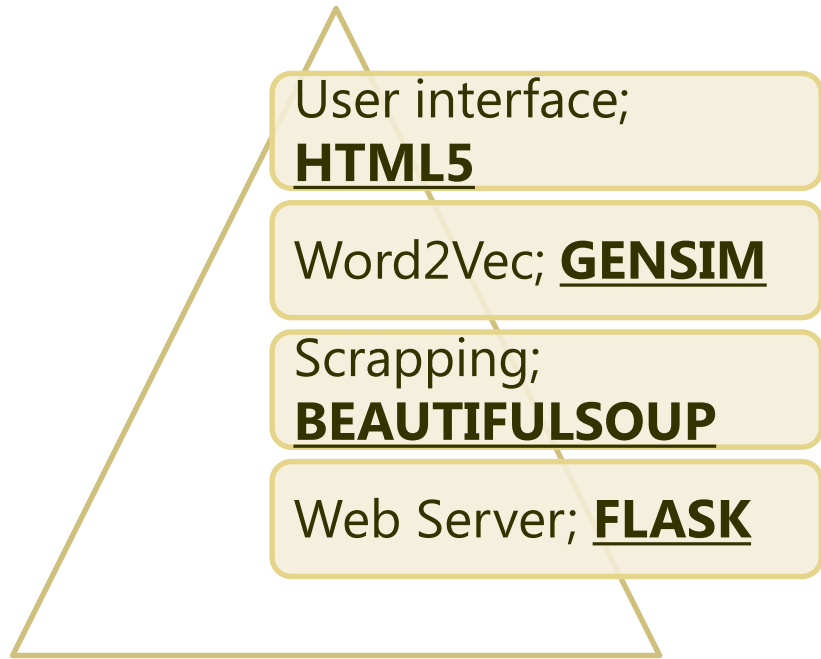 User interface;
HTML5
Word2Vec; GENSIM
Scrapping;
BEAUTIFULSOUP
Web Server; FLASK